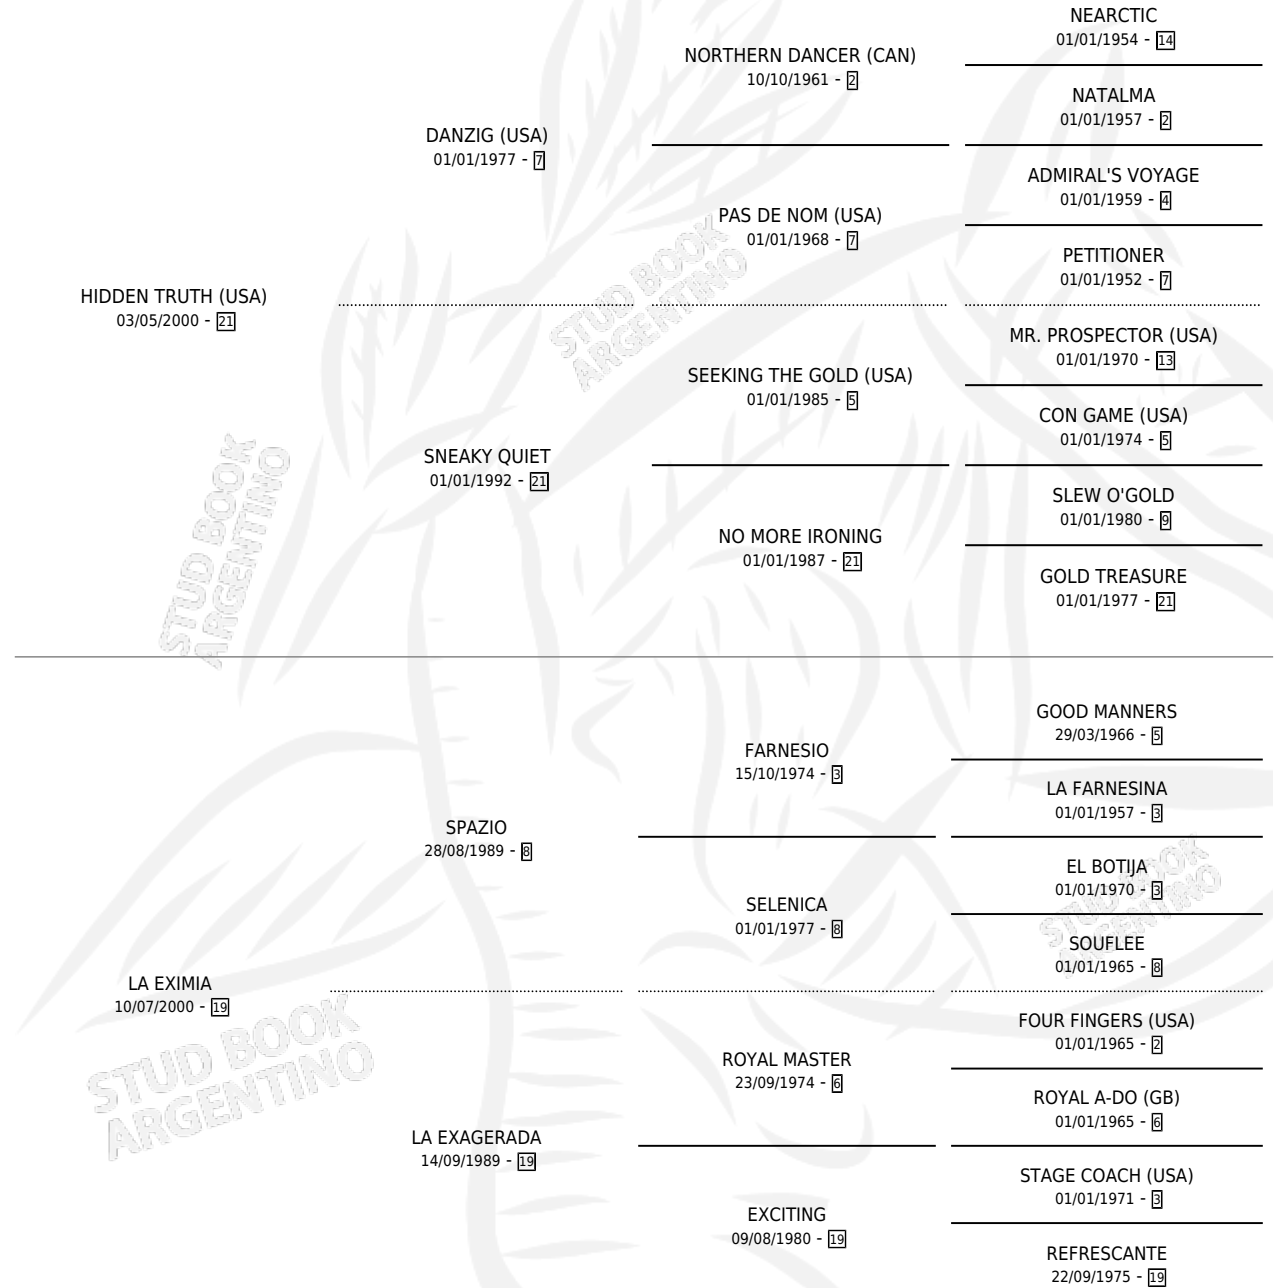 NEARCTIC
01/01/1954 - 14
NORTHERN DANCER (CAN)
10/10/1961 - 2
NATALMA
01/01/1957 - 2
DANZIG (USA)
01/01/1977 - 7
ADMIRAL'S VOYAGE
01/01/1959 - 4
PAS DE NOM (USA)
01/01/1968 - 7
PETITIONER
01/01/1952 - 7
HIDDEN TRUTH (USA)
03/05/2000 - 21
STUD BOOK
ARGENTINO
MR. PROSPECTOR (USA)
01/01/1970 - 13
SEEKING THE GOLD (USA)
01/01/1985 - 5
CON GAME (USA)
01/01/1974 - 5
SNEAKY QUIET
01/01/1992 - 21
SLEW O'GOLD
01/01/1980 - 9
NO MORE IRONING
01/01/1987 - 21
GOLD TREASURE
01/01/1977 - 21
STUD BOOK
ARGENTINO
GOOD MANNERS
29/03/1966 - 5
FARNESIO
15/10/1974 - 3
LA FARNESINA
01/01/1957 - 3
SPAZIO
28/08/1989 - 8
EL BOTIJA
01/01/1970 - 3
SELENICA
01/01/1977 - 8
STUD BOOK
ARGENTINO
SOUFLEE
01/01/1965 - 8
LA EXIMIA
10/07/2000 - 19
FOUR FINGERS (USA)
01/01/1965 - 2
ROYAL MASTER
23/09/1974 - 6
ROYAL A-DO (GB)
01/01/1965 - 6
STUD BOOK
ARGENTINO
LA EXAGERADA
14/09/1989 - 19
STAGE COACH (USA)
01/01/1971 - 3
EXCITING
09/08/1980 - 19
REFRESCANTE
22/09/1975 - 19